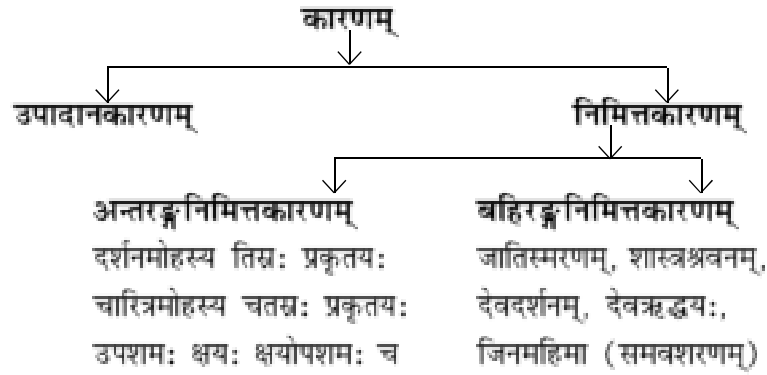 कारणम्
उपादानकारणम्
निमित्तकारणम्
अन्तरङ्गनिमित्तकारणम्
दर्शनमोहस्य तिस्रः प्रकृतयः
चारित्रमोहस्य चतस्रः प्रकृतयः
उपशमः क्षयः क्षयोपशमः च
बहिरङ्गनिमित्तकारणम्
जातिस्मरणम्, शास्त्रश्रवनम्,
देवदर्शनम्, देवऋद्धयः,
जिनमहिमा (समवशरणम्)